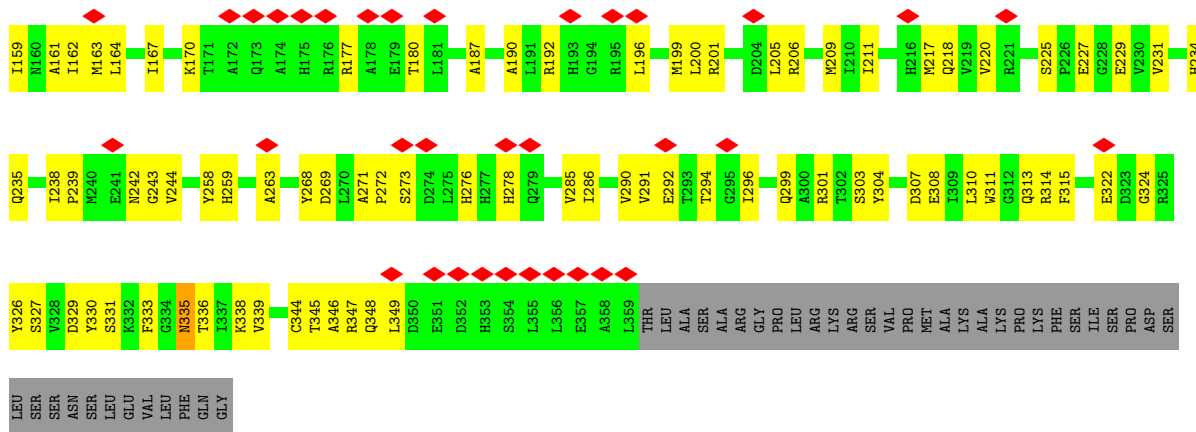 I159 N160 A161 I162 M163 L164 I167 K170 T171 A172 Q173 A174 H175 R176 R177 A178 E179 T180 L181 A187 A190 L191 R192 H193 G194 R195 L196 M199 L200 R201 D204 L205 R206 M209 I210 I211 H216 M217 Q218 V219 V220 R221 S225 P226 E227 G228 E229 V230 V231 H234
Q235 I238 P239 M240 E241 N242 G243 V244 Y258 H259 A263 Y268 D269 L270 A271 P272 S273 D274 L275 H276 H277 H278 Q279 V285 I286 V290 V291 E292 T293 T294 G295 I296 Q299 A300 R301 T302 S303 Y304 D307 E308 I309 L310 W311 G312 Q313 R314 F315 E322 D323 G324 R325
Y326 S327 V328 D329 Y330 S331 K332 F333 G334 N335 T336 I337 K338 V339 C344 T345 A346 R347 Q348 L349 D350 E351 D352 H353 S354 L355 L356 E357 A358 L359 THR LEU ALA SER ALA ARG GLY PRO LEU ARG LYS ARG SER VAL PRO MET ALA LYS ALA LYS PRO LYS PHE SER ILE SER PRO ASP SER
LEU SER SER ASN SER LEU GLU VAL LEU PHE GLN GLY